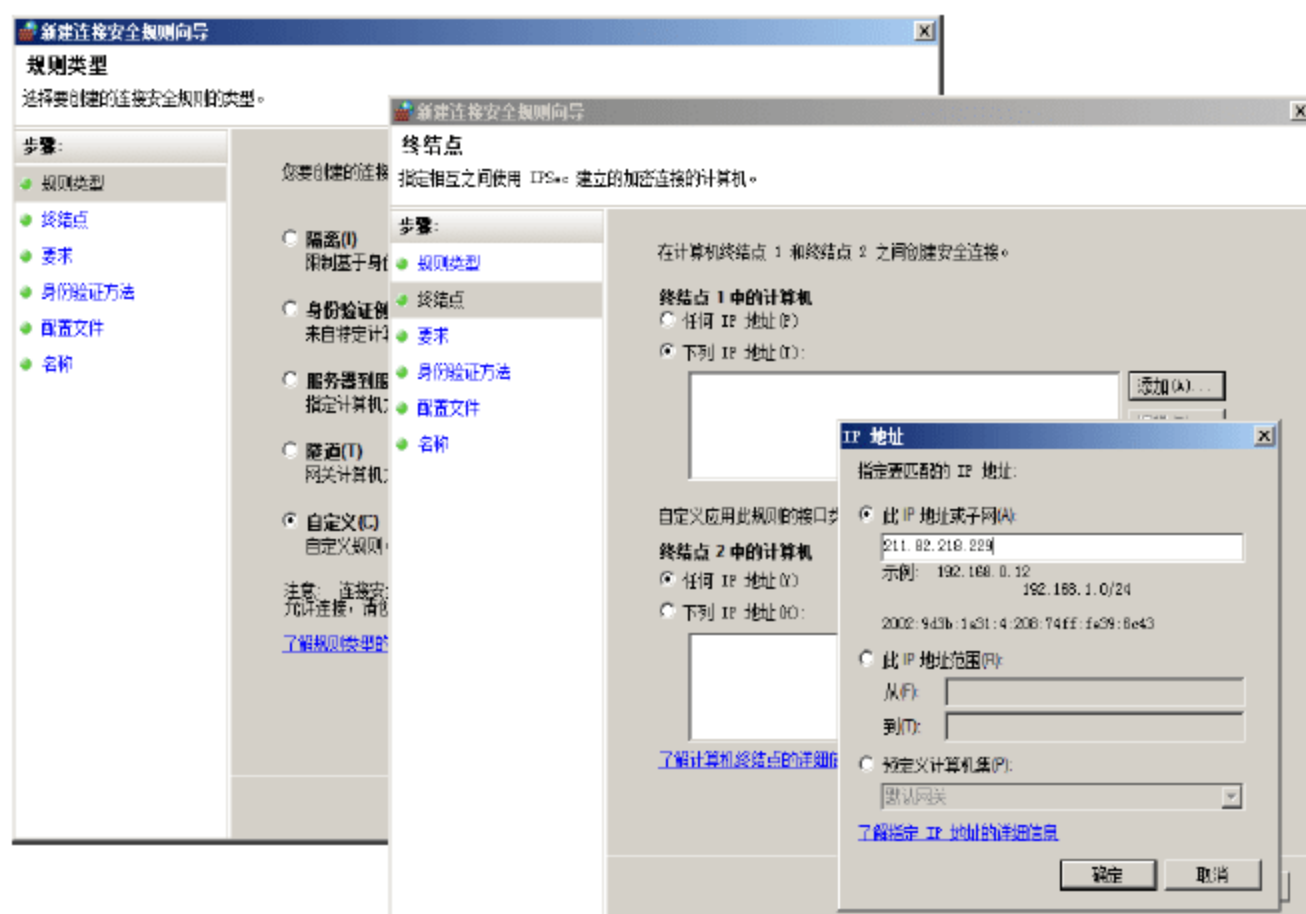 新建连接安全规则向导
规则类型
选择要创建的连接安全规则的类型。
步骤:
规则类型
终结点
要求
身份验证方法
配置文件
名称
您要创建的连接
隔离(I)
限制基于身份
身份验证例
来自特定计算
服务器到服
指定计算机
隧道(T)
网关计算机
自定义(C)
自定义规则。
注意: 连接安
允许连接，请创
了解规则类型的
新建连接安全规则向导
终结点
指定相互之间使用 IPSec 建立的加密连接的计算机。
步骤:
规则类型
终结点
要求
身份验证方法
配置文件
名称
在计算机终结点 1 和终结点 2 之间创建安全连接。
终结点 1 中的计算机
任何 IP 地址(P)
下列 IP 地址(T):
添加(A)...
自定义应用此规则的接口类
终结点 2 中的计算机
任何 IP 地址(Y)
下列 IP 地址(H):
了解计算机终结点的详细信
IP 地址
指定要匹配的 IP 地址:
此 IP 地址或子网(A):
211.82.218.229
示例: 192.168.0.12
192.168.1.0/24
2002:9d3b:1a31:4:208:74ff:fe39:6c43
此 IP 地址范围(R):
从(F):
到(T):
预定义计算机集(P):
默认网关
了解指定 IP 地址的详细信息
确定
取消